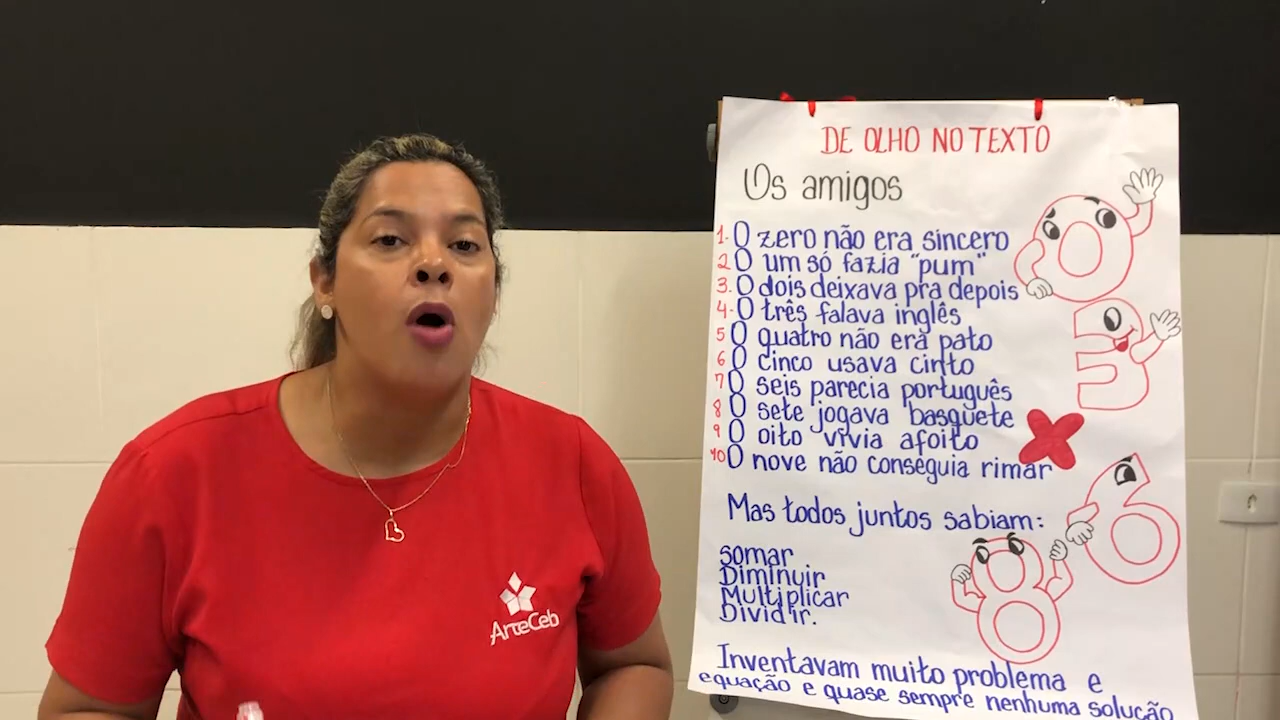 DE OLHO NO TEXTO
Os amigos
1. O zero não era sincero
2 O um só fazia "pum"
3. O dois deixava pra depois
4- O três falava inglês
5 O quatro não era pato
6 O cinco usava cinto
7 O seis parecia português
8 O sete jogava basquete
9 O oito vivia afoito
10 O nove não conseguia rimar
Mas todos juntos sabiam:
somar
Diminuir
Multiplicar
Dividir.
Inventavam muito problema e
equação e quase sempre nenhuma solução
ArteCeb